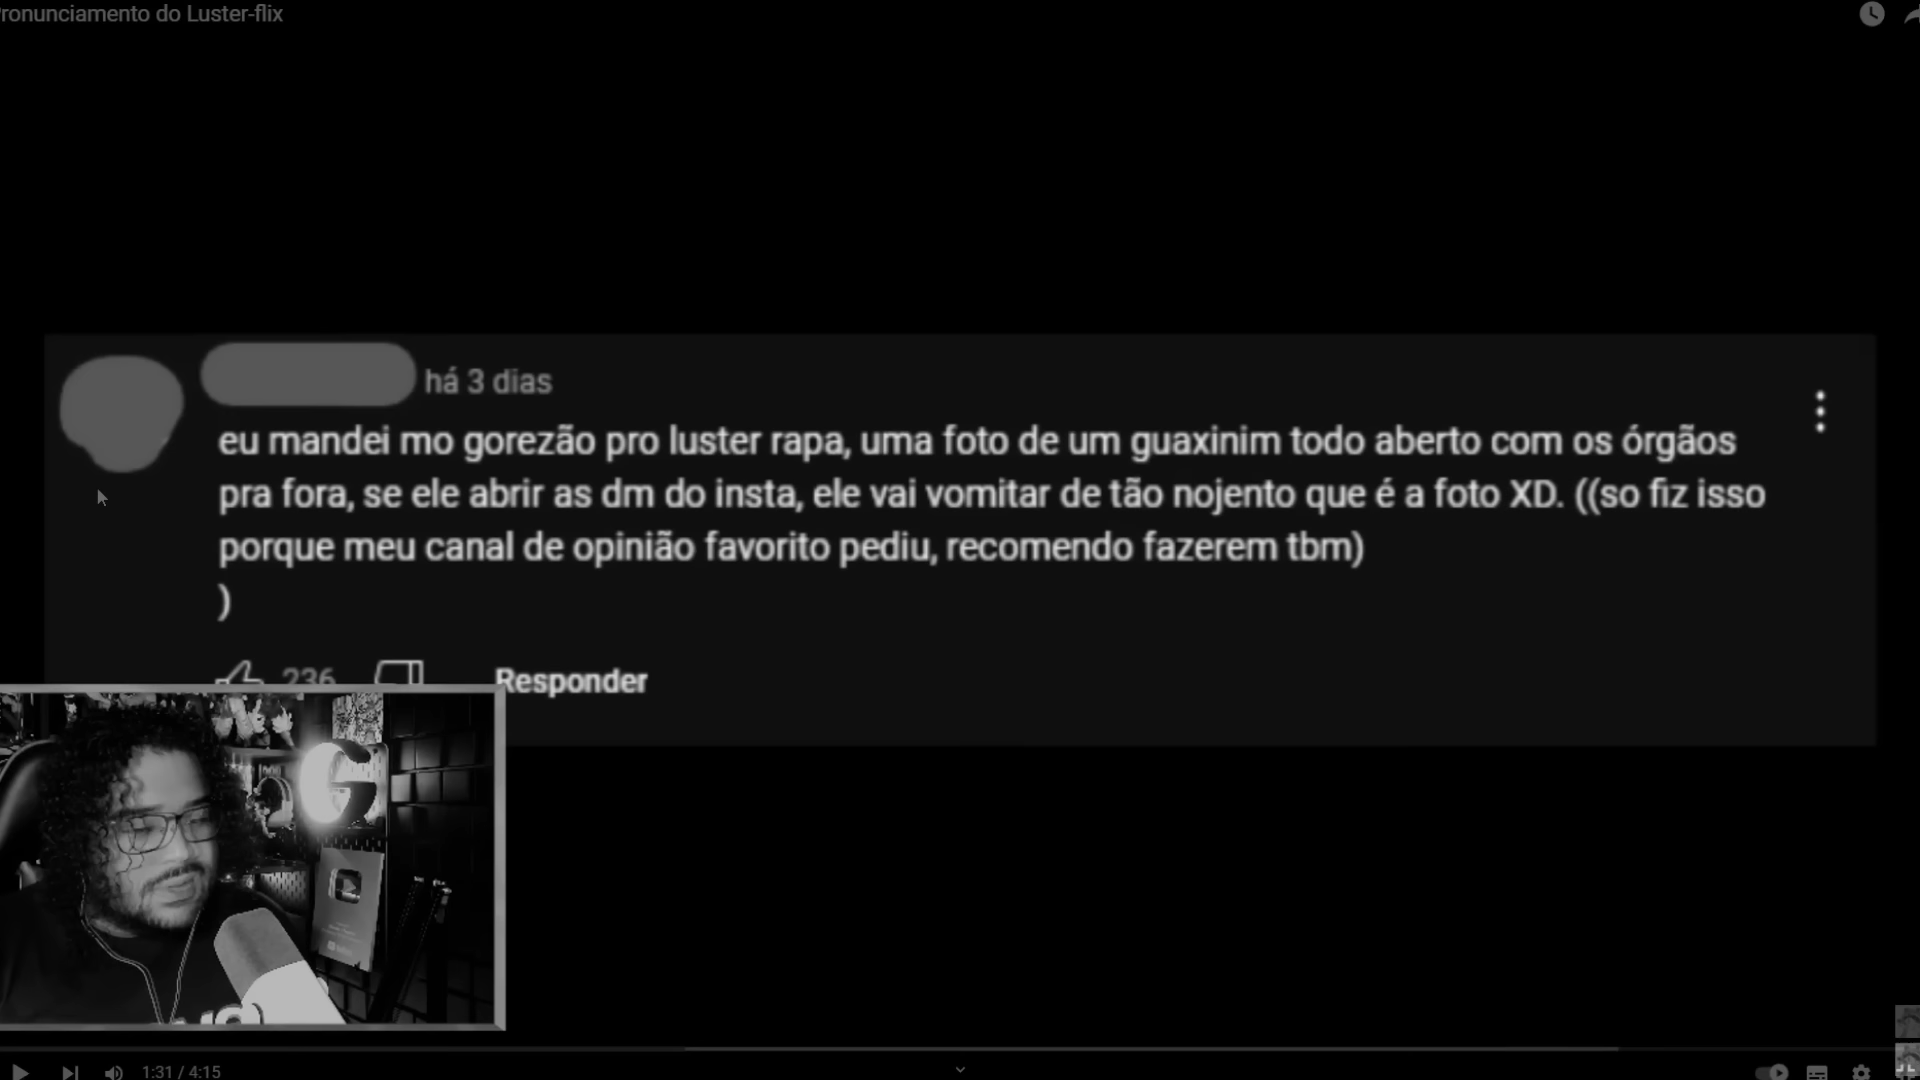 ronunciamento do Luster-flix
há 3 dias
eu mandei mo gorezão pro luster rapa, uma foto de um guaxinim todo aberto com os órgãos
pra fora, se ele abrir as dm do insta, ele vai vomitar de tão nojento que é a foto XD. ((so fiz isso
porque meu canal de opinião favorito pediu, recomendo fazerem tbm)
)
236
Responder
G
1:31 / 4:15